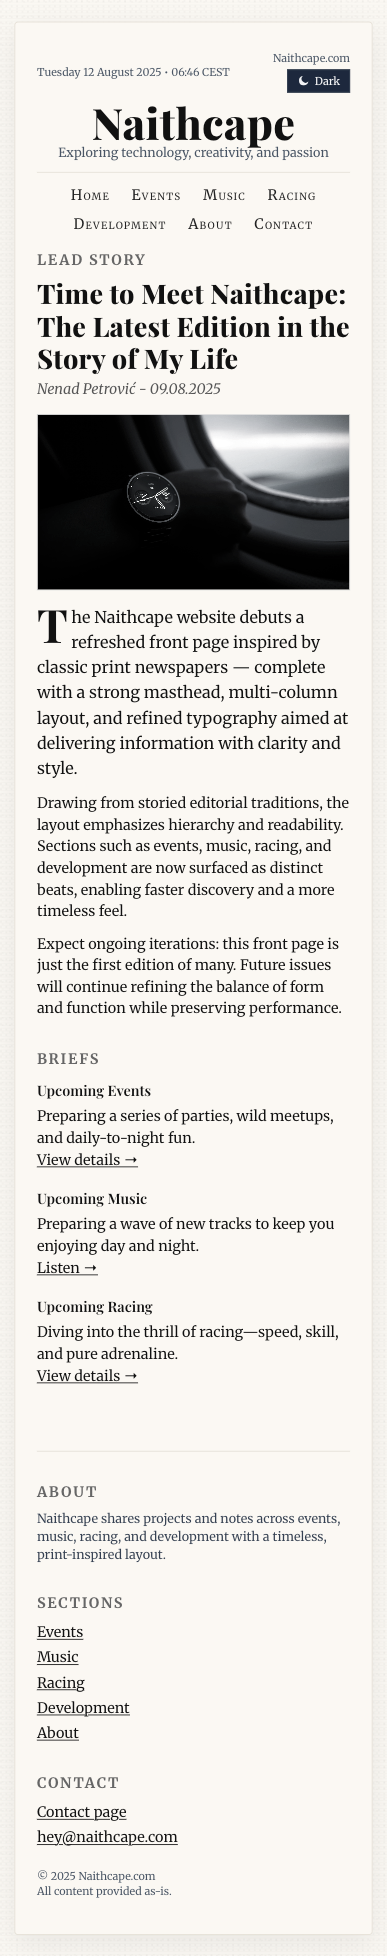 Naithcape.com
Tuesday 12 August 2025 • 06:46 CEST
Dark
Naithcape
Exploring technology, creativity, and passion
Home Events Music Racing
Development About Contact
LEAD STORY
Time to Meet Naithcape:
The Latest Edition in the
Story of My Life
Nenad Petrović - 09.08.2025
The Naithcape website debuts a
refreshed front page inspired by
classic print newspapers — complete
with a strong masthead, multi-column
layout, and refined typography aimed at
delivering information with clarity and
style.
Drawing from storied editorial traditions, the
layout emphasizes hierarchy and readability.
Sections such as events, music, racing, and
development are now surfaced as distinct
beats, enabling faster discovery and a more
timeless feel.
Expect ongoing iterations: this front page is
just the first edition of many. Future issues
will continue refining the balance of form
and function while preserving performance.
BRIEFS
Upcoming Events
Preparing a series of parties, wild meetups,
and daily-to-night fun.
View details →
Upcoming Music
Preparing a wave of new tracks to keep you
enjoying day and night.
Listen →
Upcoming Racing
Diving into the thrill of racing—speed, skill,
and pure adrenaline.
View details →
ABOUT
Naithcape shares projects and notes across events,
music, racing, and development with a timeless,
print-inspired layout.
SECTIONS
Events
Music
Racing
Development
About
CONTACT
Contact page
hey@naithcape.com
© 2025 Naithcape.com
All content provided as-is.